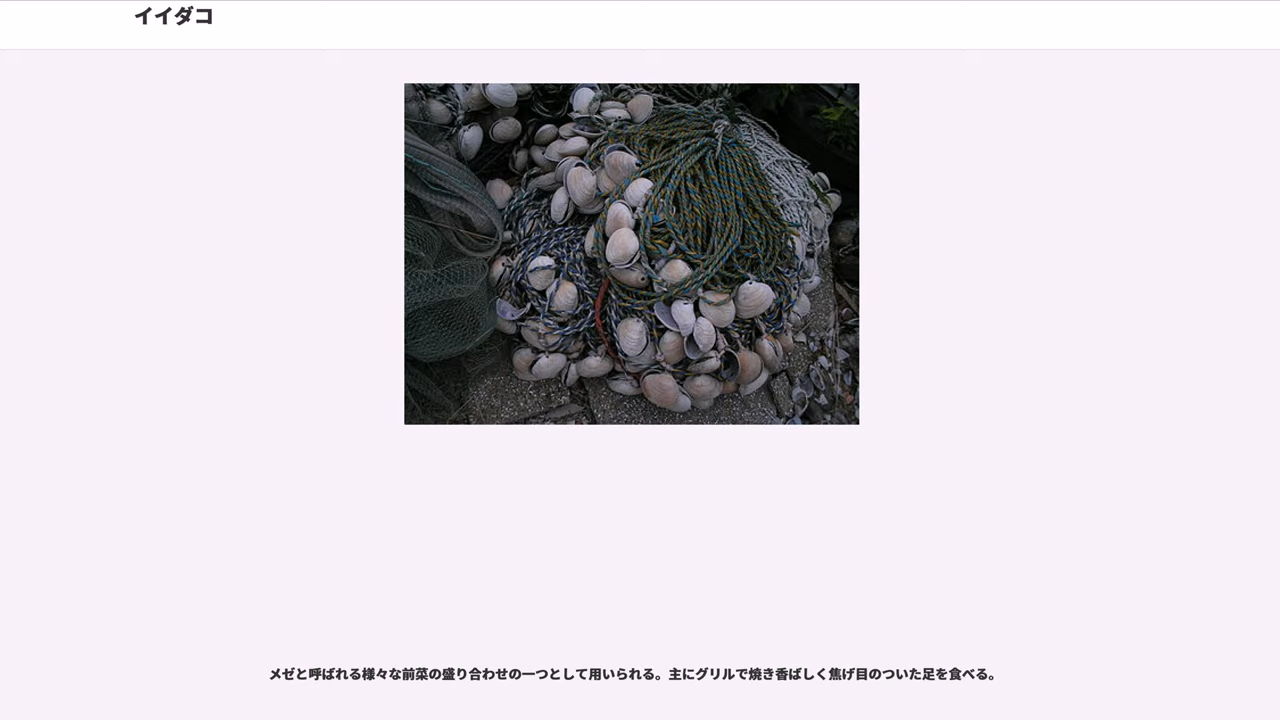 イイダコ
メゼと呼ばれる様々な前菜の盛り合わせの一つとして用いられる。主にグリルで焼き香ばしく焦げ目のついた足を食べる。